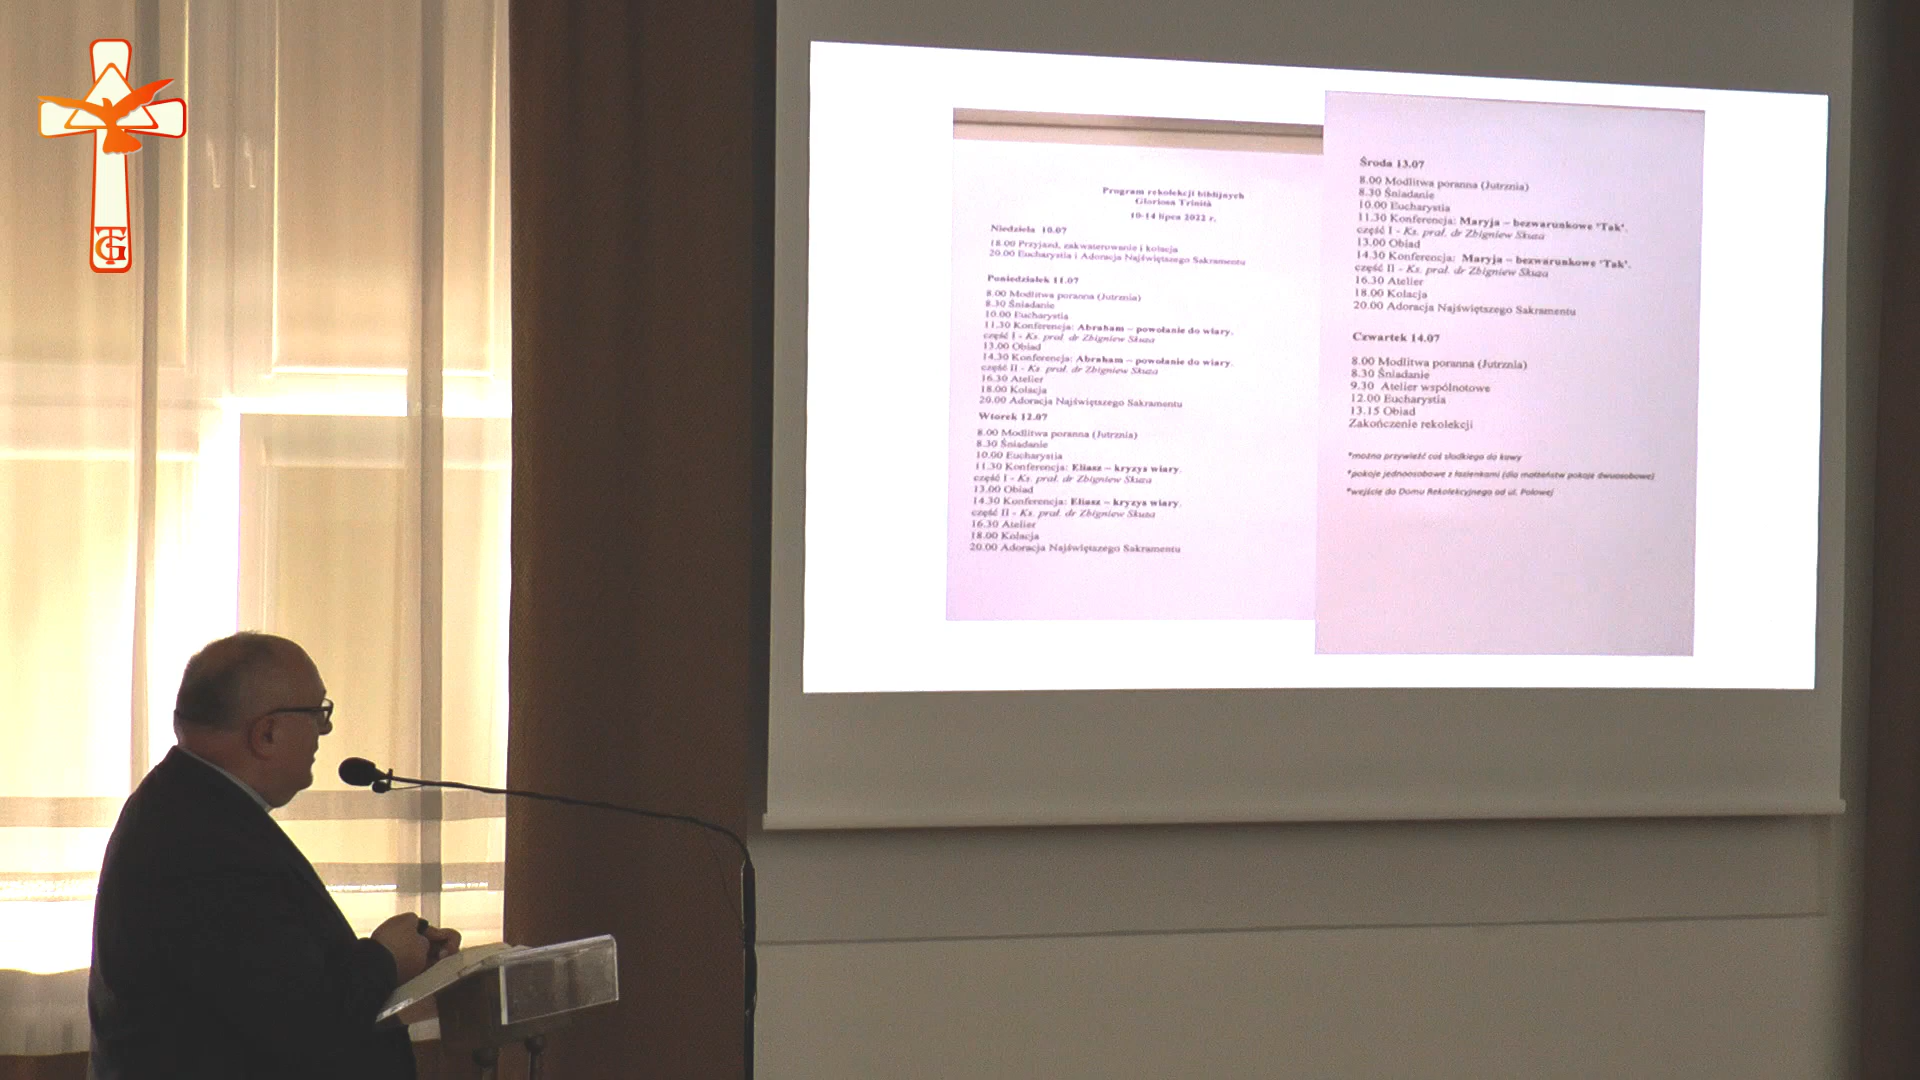 TG
Program rekolekcji biblijnych
Gloriosa Trinità
10-14 lipca 2022 r.
Niedziela 10.07
18.00 Przyjazd, zakwaterowanie i kolacja
20.00 Eucharystia i Adoracja Najświętszego Sakramentu
Poniedziałek 11.07
8.00 Modlitwa poranna (Jutrznia)
8.30 Śniadanie
10.00 Eucharystia
11.30 Konferencja: Abraham – powołanie do wiary.
część I - Ks. prał. dr Zbigniew Skuza
13.00 Obiad
14.30 Konferencja: Abraham – powołanie do wiary.
część II - Ks. prał. dr Zbigniew Skuza
16.30 Atelier
18.00 Kolacja
20.00 Adoracja Najświętszego Sakramentu
Wtorek 12.07
8.00 Modlitwa poranna (Jutrznia)
8.30 Śniadanie
10.00 Eucharystia
11.30 Konferencja: Eliasz – kryzys wiary.
część I - Ks. prał. dr Zbigniew Skuza
13.00 Obiad
14.30 Konferencja: Eliasz – kryzys wiary.
część II - Ks. prał. dr Zbigniew Skuza
16.30 Atelier
18.00 Kolacja
20.00 Adoracja Najświętszego Sakramentu
Środa 13.07
8.00 Modlitwa poranna (Jutrznia)
8.30 Śniadanie
10.00 Eucharystia
11.30 Konferencja: Maryja – bezwarunkowe "Tak".
część I - Ks. prał. dr Zbigniew Skuza
13.00 Obiad
14.30 Konferencja: Maryja – bezwarunkowe "Tak".
część II - Ks. prał. dr Zbigniew Skuza
16.30 Atelier
18.00 Kolacja
20.00 Adoracja Najświętszego Sakramentu
Czwartek 14.07
8.00 Modlitwa poranna (Jutrznia)
8.30 Śniadanie
9.30 Atelier wspólnotowe
12.00 Eucharystia
13.15 Obiad
Zakończenie rekolekcji
*można przywieźć coś słodkiego do kawy
*pokoje jednoosobowe z łazienkami (dla małżeństw pokoje dwuosobowe)
*wejście do Domu Rekolekcyjnego od ul. Polowej